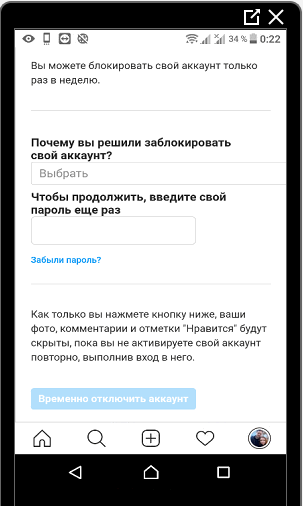 34 % 0:22
Вы можете блокировать свой аккаунт только
раз в неделю.
Почему вы решили заблокировать
свой аккаунт?
Выбрать
Чтобы продолжить, введите свой
пароль еще раз
Забыли пароль?
Как только вы нажмете кнопку ниже, ваши
фото, комментарии и отметки "Нравится" будут
скрыты, пока вы не активируете свой аккаунт
повторно, выполнив вход в него.
Временно отключить аккаунт